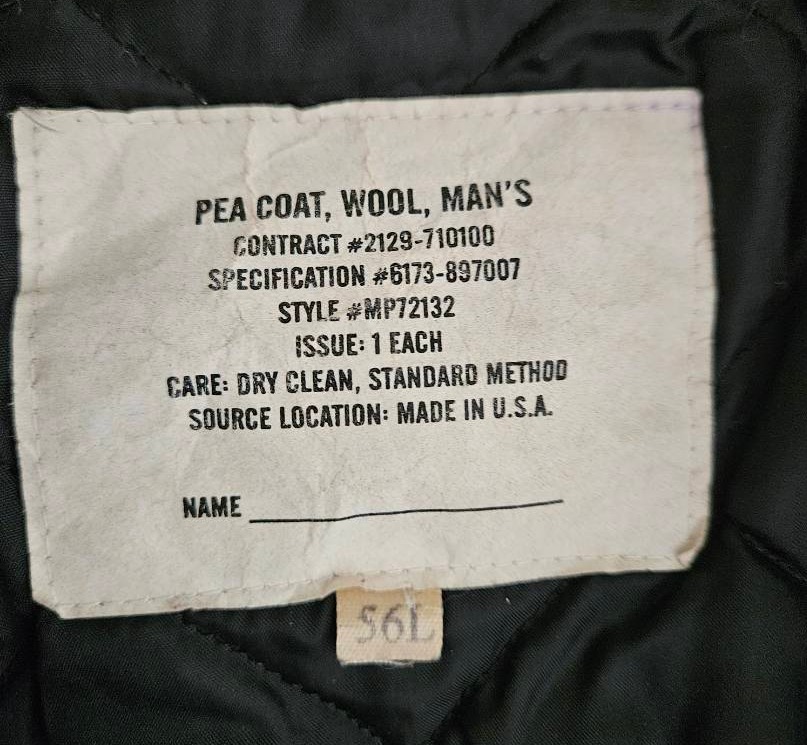 PEA COAT, WOOL, MAN'S
CONTRACT #2129-710100
SPECIFICATION #6173-897007
STYLE #MP72132
ISSUE: 1 EACH
CARE: DRY CLEAN, STANDARD METHOD
SOURCE LOCATION: MADE IN U.S.A.
NAME
S6L